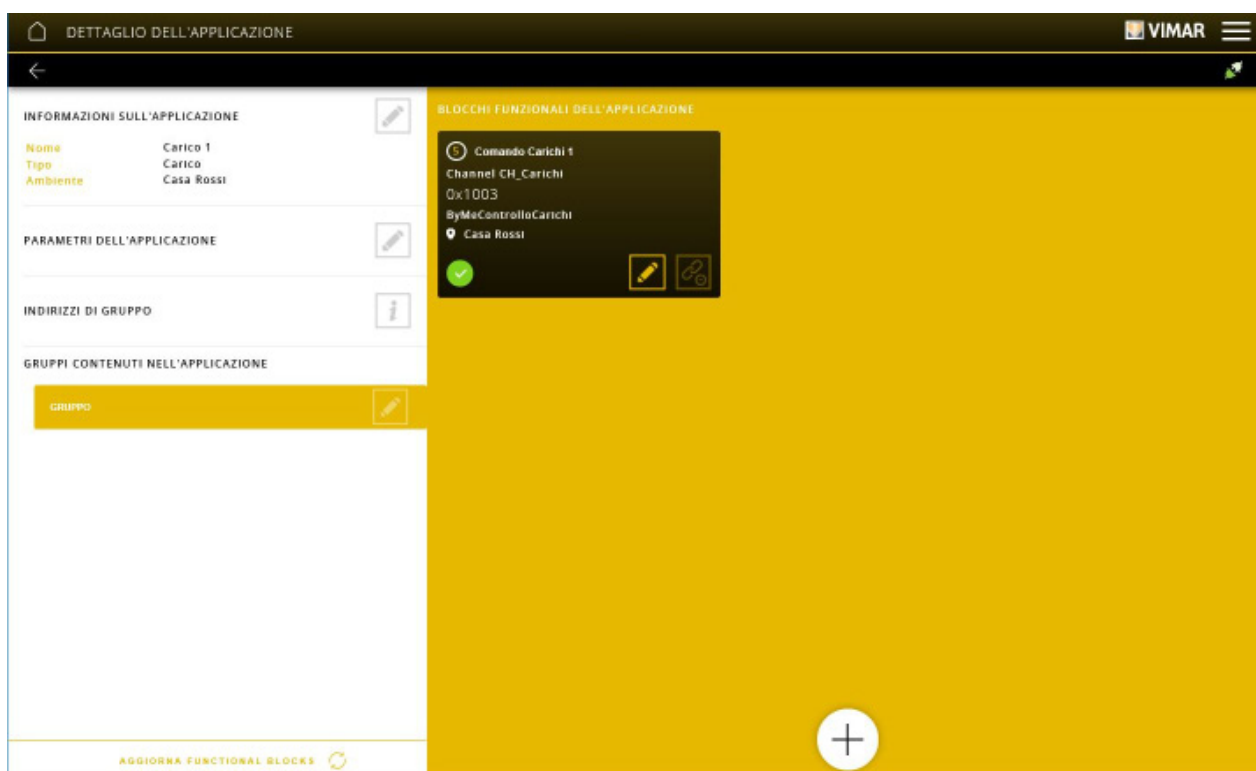 DETTAGLIO DELL'APPLICAZIONE
VIMAR
INFORMAZIONI SULL'APPLICAZIONE
Nome Carico 1
Tipo Carico
Ambiente Casa Rossi
PARAMETRI DELL'APPLICAZIONE
INDIRIZZI DI GRUPPO
i
GRUPPI CONTENUTI NELL'APPLICAZIONE
GRUPPO
AGGIORNA FUNCTIONAL BLOCKS
BLOCCHI FUNZIONALI DELL'APPLICAZIONE
5 Comando Carichi 1
Channel CH_Carichi
0x1003
ByMeControlloCarichi
Casa Rossi